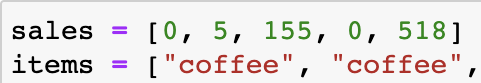 sales = [0, 5, 155, 0, 518]
items = ["coffee", "coffee",